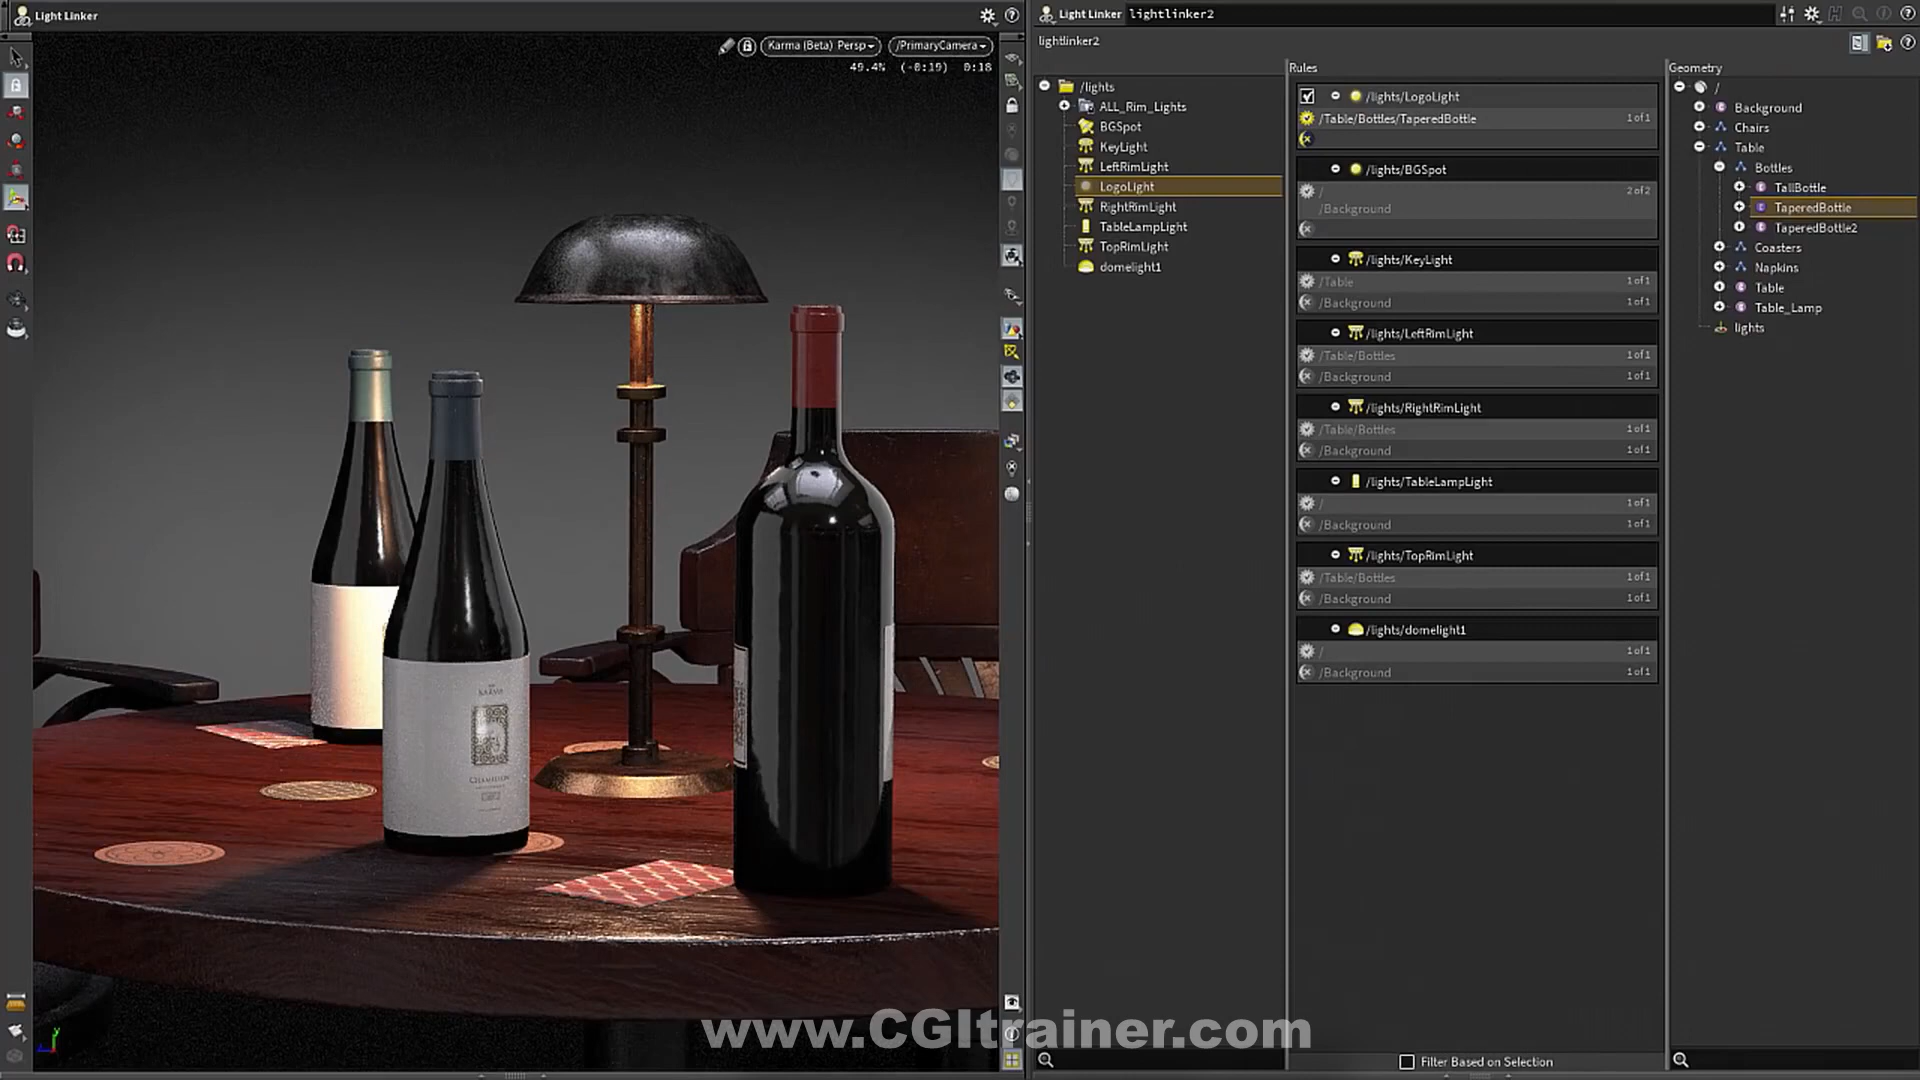 Light Linker
Karma (Beta) Persp
/PrimaryCamera
49.4% (-0:19) 0:18
Light Linker lightlinker2
lightlinker2
/lights
ALL_Rim_Lights
BGSpot
KeyLight
LeftRimLight
LogoLight
RightRimLight
TableLampLight
TopRimLight
domelight1
Rules
/lights/LogoLight
/Table/Bottles/TaperedBottle 1 of 1
/lights/BGSpot
/ 2 of 2
/Background
/lights/KeyLight
/Table 1 of 1
/Background 1 of 1
/lights/LeftRimLight
/Table/Bottles 1 of 1
/Background 1 of 1
/lights/RightRimLight
/Table/Bottles 1 of 1
/Background 1 of 1
/lights/TableLampLight
/ 1 of 1
/Background 1 of 1
/lights/TopRimLight
/Table/Bottles 1 of 1
/Background 1 of 1
/lights/domelight1
/ 1 of 1
/Background 1 of 1
Filter Based on Selection
Geometry
/
Background
Chairs
Table
Bottles
TallBottle
TaperedBottle
TaperedBottle2
Coasters
Napkins
Table
Table_Lamp
lights
KARMA
CHAMELEON
www.CGItrainer.com